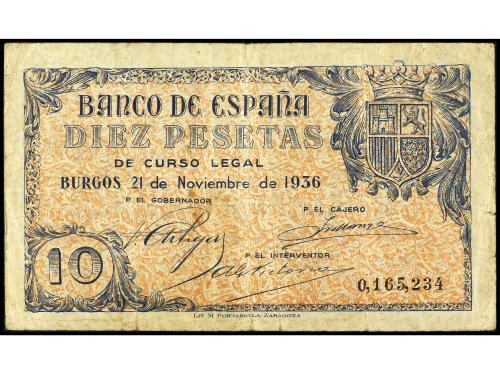 BANCO DE ESPAÑA
DIEZ PESETAS
DE CURSO LEGAL
BURGOS 21 de Noviembre de 1936
P EL GOBERNADOR
P EL CAJERO
P EL INTERVENTOR
10
0,165,234
LIT M PORTABELLA-ZARAGOZA